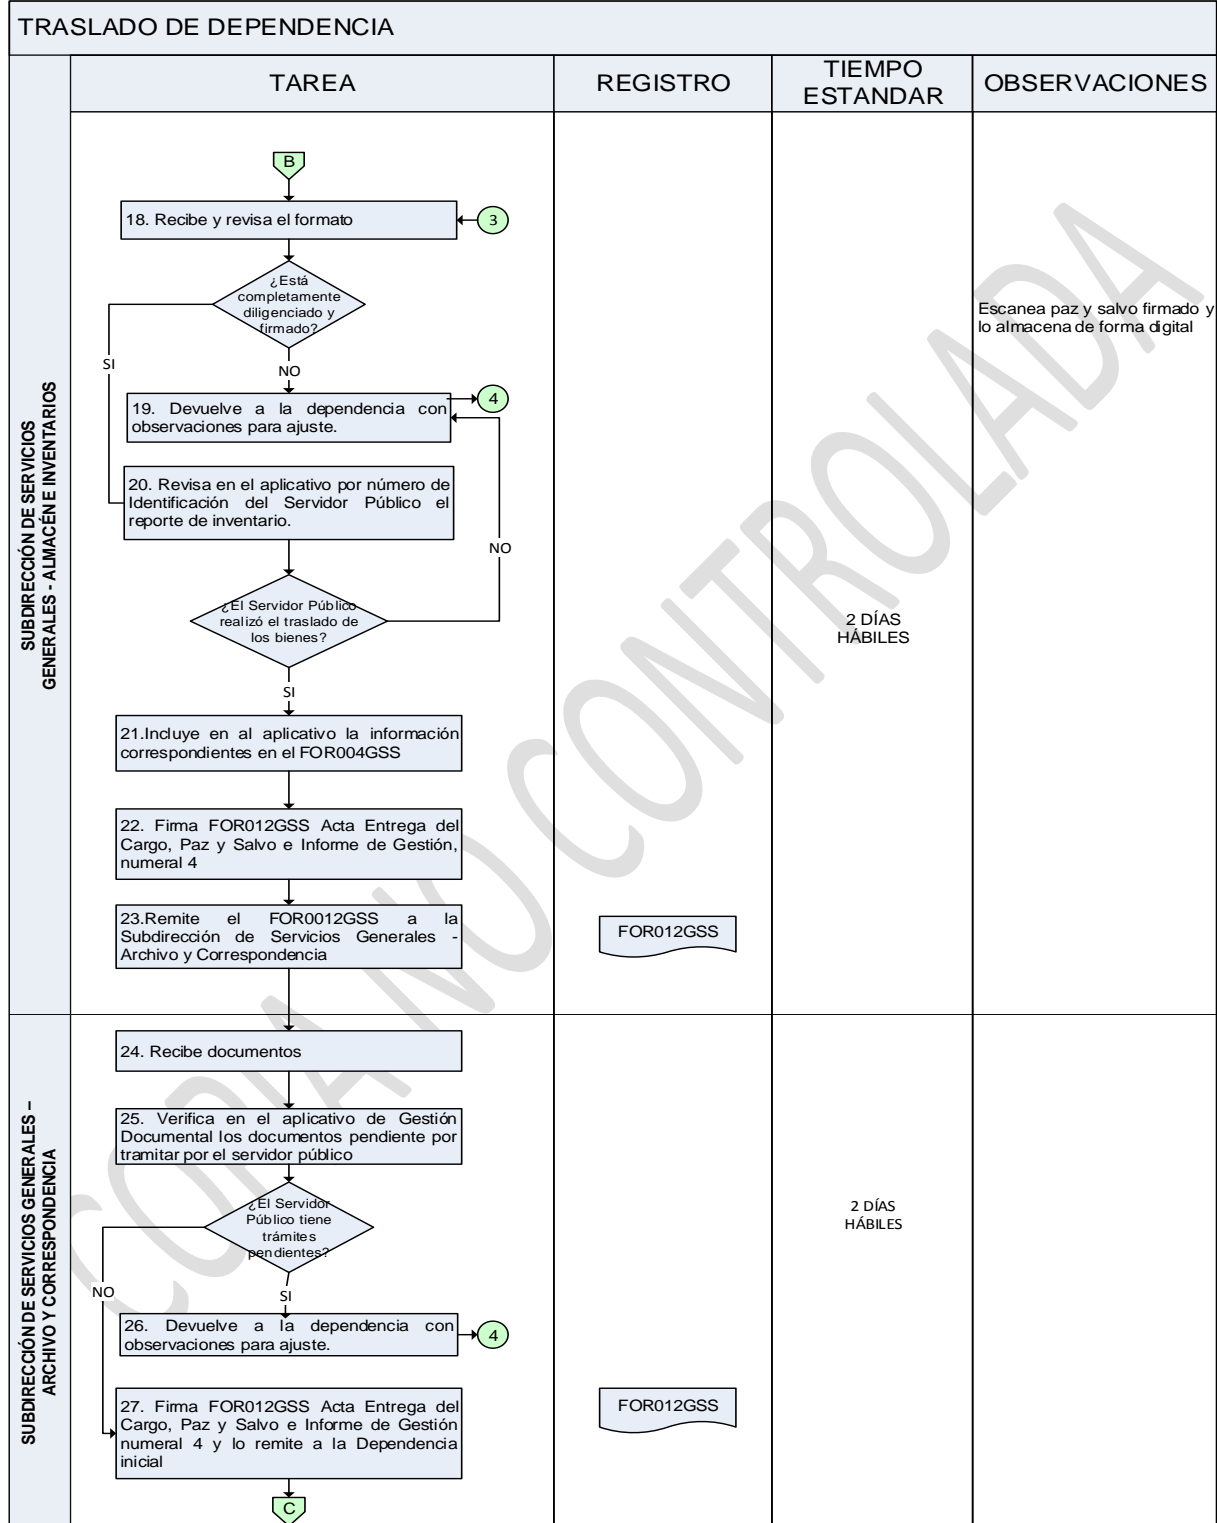 TRASLADO DE DEPENDENCIA
TAREA
REGISTRO
TIEMPO
ESTANDAR
OBSERVACIONES
SUBDIRECCIÓN DE SERVICIOS
GENERALES - ALMACÉN E INVENTARIOS
B
18. Recibe y revisa el formato
3
¿Está
completamente
diligenciado y
firmado?
SI
NO
19. Devuelve a la dependencia con
observaciones para ajuste.
4
20. Revisa en el aplicativo por número de
Identificación del Servidor Público el
reporte de inventario.
NO
¿El Servidor Público
realizó el traslado de
los bienes?
SI
21.Incluye en al aplicativo la información
correspondientes en el FOR004GSS
22. Firma FOR012GSS Acta Entrega del
Cargo, Paz y Salvo e Informe de Gestión,
numeral 4
23.Remite el FOR0012GSS a la
Subdirección de Servicios Generales -
Archivo y Correspondencia
FOR012GSS
2 DÍAS
HÁBILES
Escanea paz y salvo firmado y
lo almacena de forma digital
SUBDIRECCIÓN DE SERVICIOS GENERALES –
ARCHIVO Y CORRESPONDENCIA
24. Recibe documentos
25. Verifica en el aplicativo de Gestión
Documental los documentos pendiente por
tramitar por el servidor público
¿El Servidor
Público tiene
trámites
pendientes?
NO
SI
26. Devuelve a la dependencia con
observaciones para ajuste.
4
27. Firma FOR012GSS Acta Entrega del
Cargo, Paz y Salvo e Informe de Gestión
numeral 4 y lo remite a la Dependencia
inicial
C
FOR012GSS
2 DÍAS
HÁBILES
COPIA NO CONTROLADA